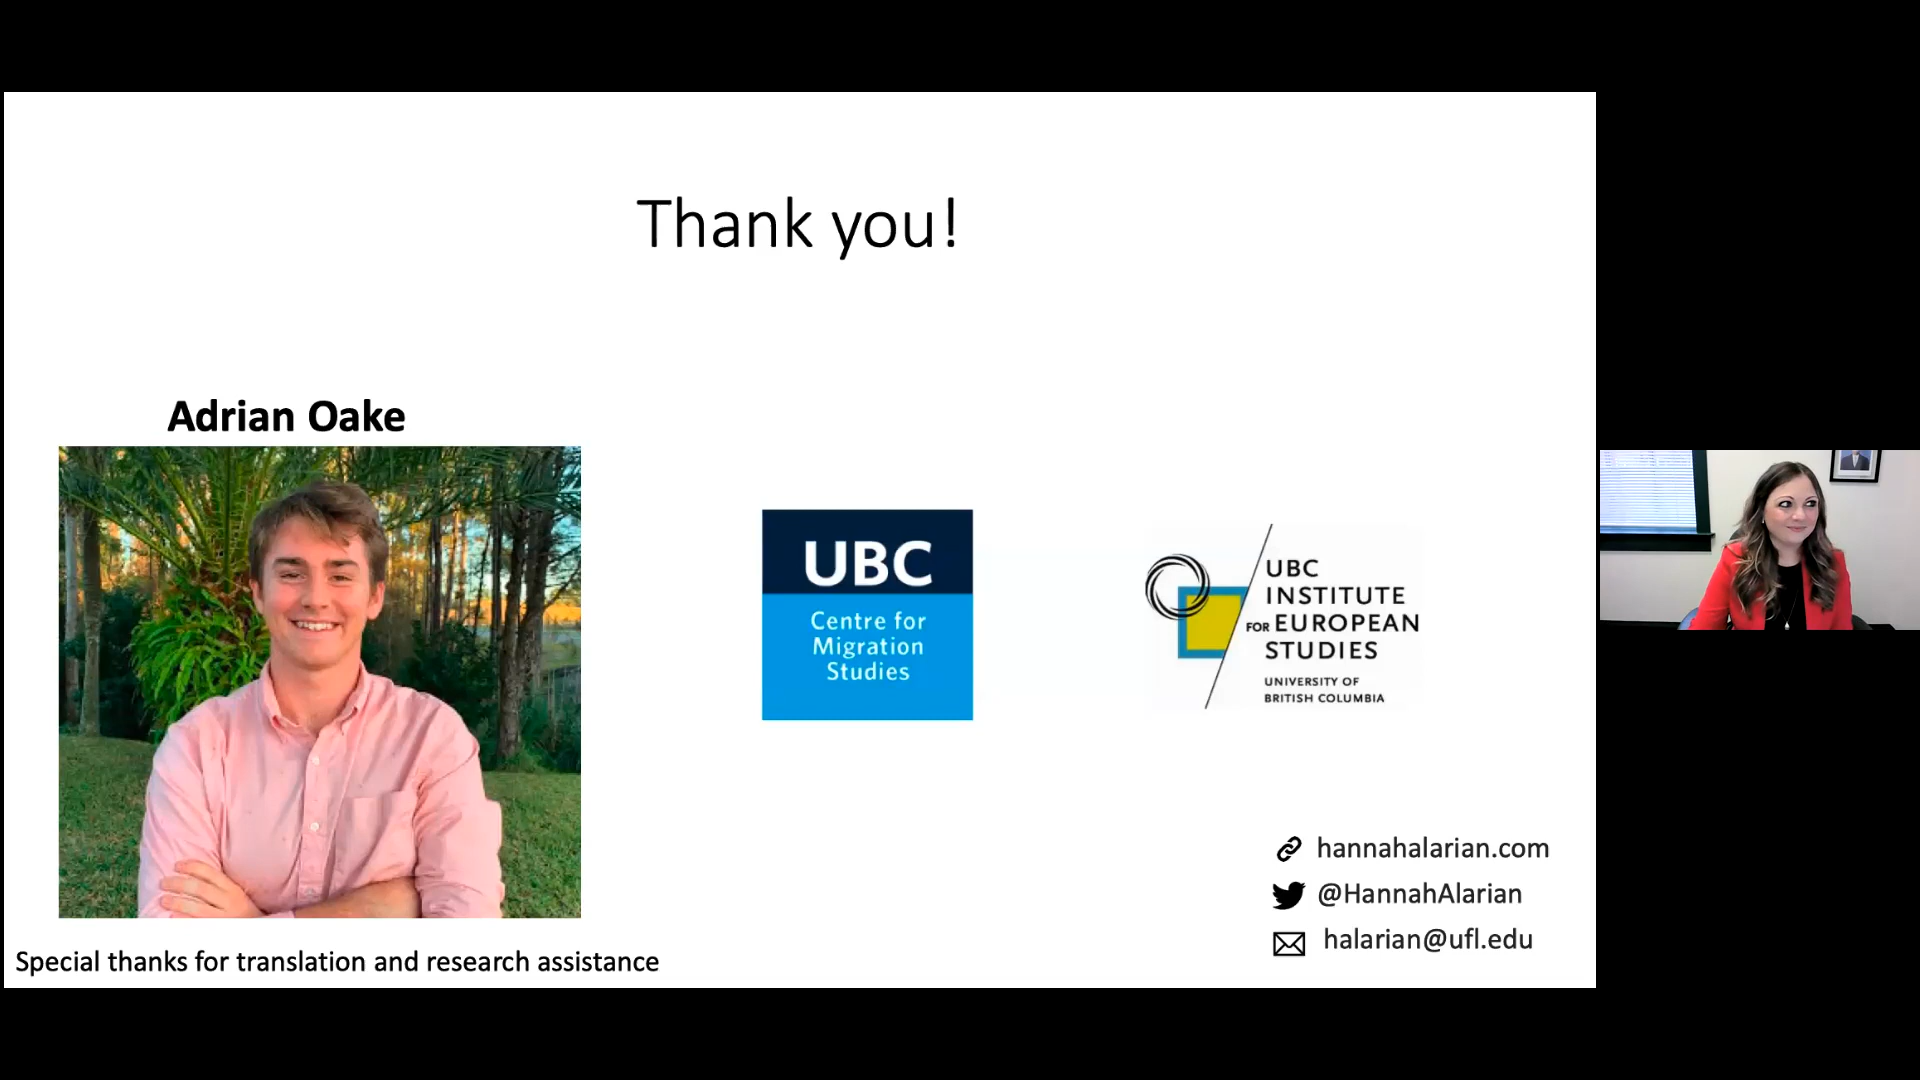 Thank you!
Adrian Oake
UBC
Centre for
Migration
Studies
UBC
INSTITUTE
FOR EUROPEAN
STUDIES
UNIVERSITY OF
BRITISH COLUMBIA
hannahalarian.com
@HannahAlarian
halarian@ufl.edu
Special thanks for translation and research assistance